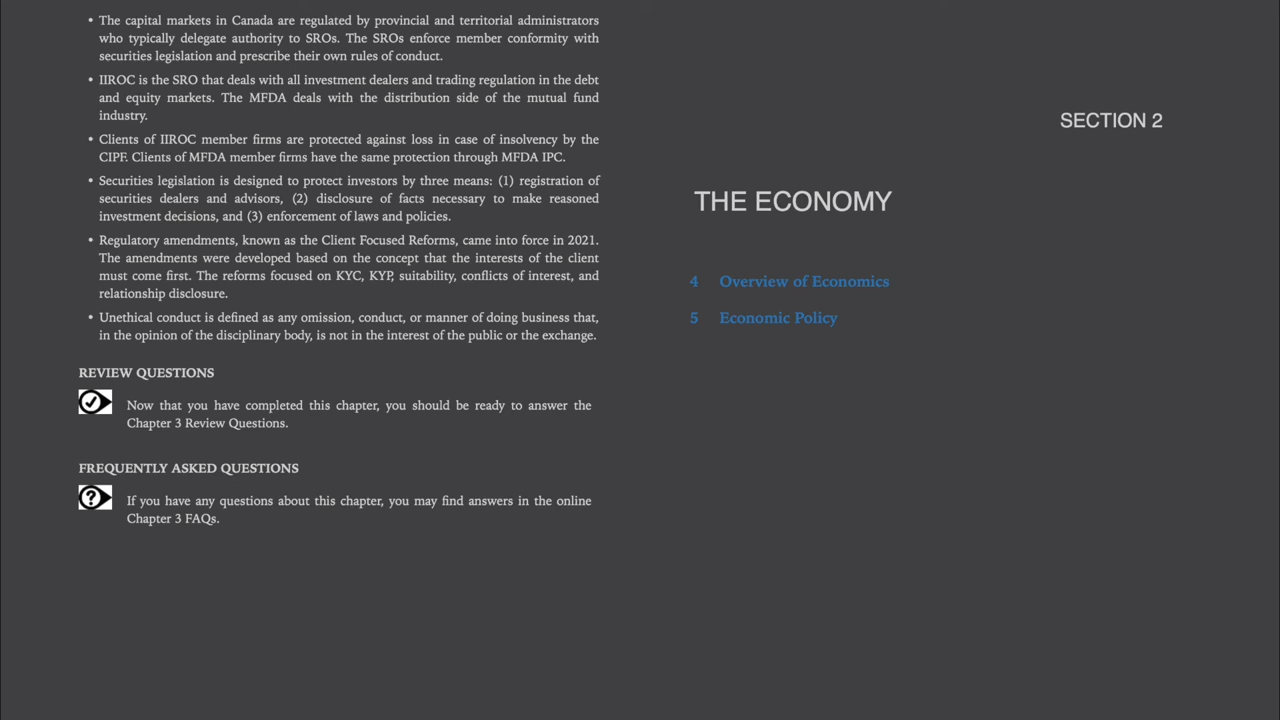 • The capital markets in Canada are regulated by provincial and territorial administrators
who typically delegate authority to SROs. The SROs enforce member conformity with
securities legislation and prescribe their own rules of conduct.
• IIROC is the SRO that deals with all investment dealers and trading regulation in the debt
and equity markets. The MFDA deals with the distribution side of the mutual fund
industry.
• Clients of IIROC member firms are protected against loss in case of insolvency by the
CIPF. Clients of MFDA member firms have the same protection through MFDA IPC.
• Securities legislation is designed to protect investors by three means: (1) registration of
securities dealers and advisors, (2) disclosure of facts necessary to make reasoned
investment decisions, and (3) enforcement of laws and policies.
• Regulatory amendments, known as the Client Focused Reforms, came into force in 2021.
The amendments were developed based on the concept that the interests of the client
must come first. The reforms focused on KYC, KYP, suitability, conflicts of interest, and
relationship disclosure.
• Unethical conduct is defined as any omission, conduct, or manner of doing business that,
in the opinion of the disciplinary body, is not in the interest of the public or the exchange.
REVIEW QUESTIONS
Now that you have completed this chapter, you should be ready to answer the
Chapter 3 Review Questions.
FREQUENTLY ASKED QUESTIONS
If you have any questions about this chapter, you may find answers in the online
Chapter 3 FAQs.
SECTION 2
THE ECONOMY
4 Overview of Economics
5 Economic Policy